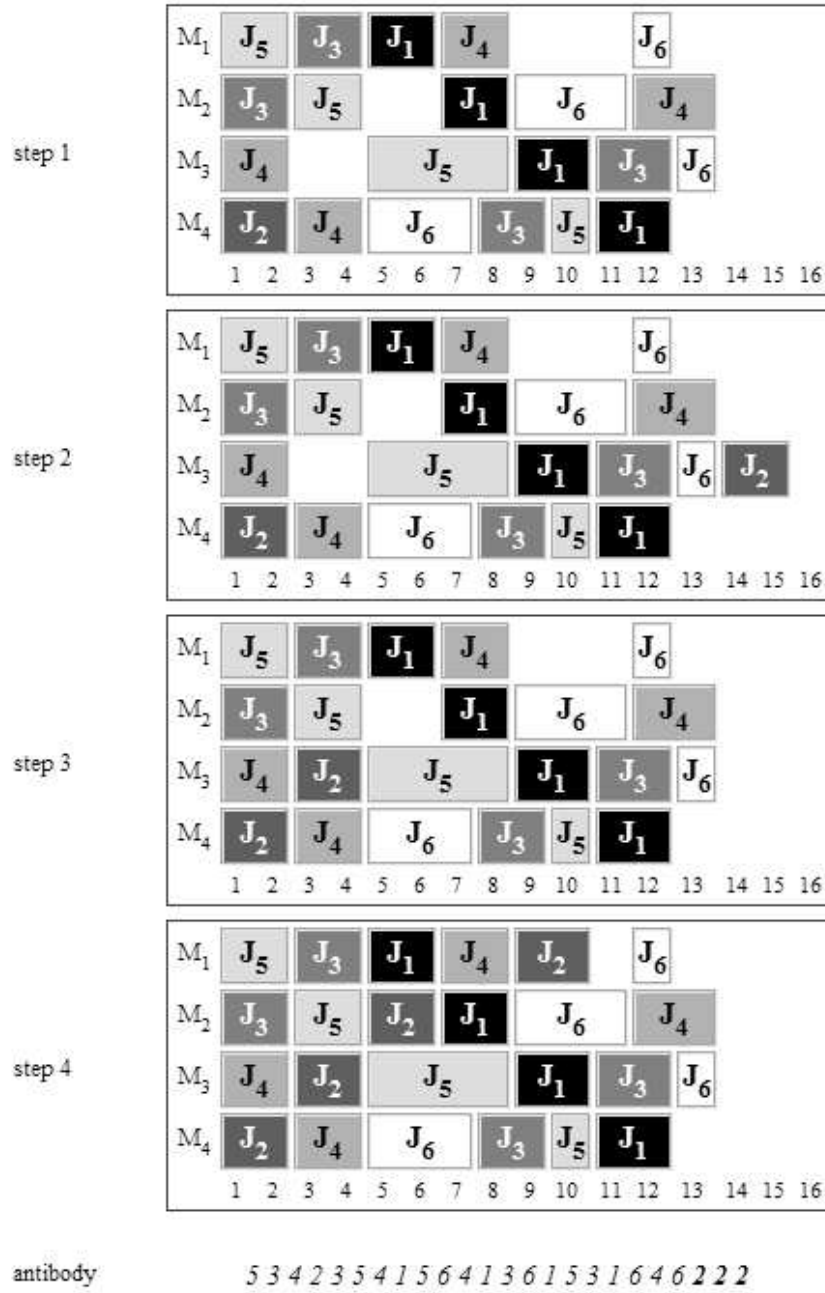 M1 J5 J3 J1 J4 J6
M2 J3 J5 J1 J6 J4
step 1
M3 J4 J5 J1 J3 J6
M4 J2 J4 J6 J3 J5 J1
1 2 3 4 5 6 7 8 9 10 11 12 13 14 15 16
M1 J5 J3 J1 J4 J6
M2 J3 J5 J1 J6 J4
step 2
M3 J4 J5 J1 J3 J6 J2
M4 J2 J4 J6 J3 J5 J1
1 2 3 4 5 6 7 8 9 10 11 12 13 14 15 16
M1 J5 J3 J1 J4 J6
M2 J3 J5 J1 J6 J4
step 3
M3 J4 J2 J5 J1 J3 J6
M4 J2 J4 J6 J3 J5 J1
1 2 3 4 5 6 7 8 9 10 11 12 13 14 15 16
M1 J5 J3 J1 J4 J2 J6
M2 J3 J5 J2 J1 J6 J4
step 4
M3 J4 J2 J5 J1 J3 J6
M4 J2 J4 J6 J3 J5 J1
1 2 3 4 5 6 7 8 9 10 11 12 13 14 15 16
antibody 5 3 4 2 3 5 4 1 5 6 4 1 3 6 1 5 3 1 6 4 6 2 2 2